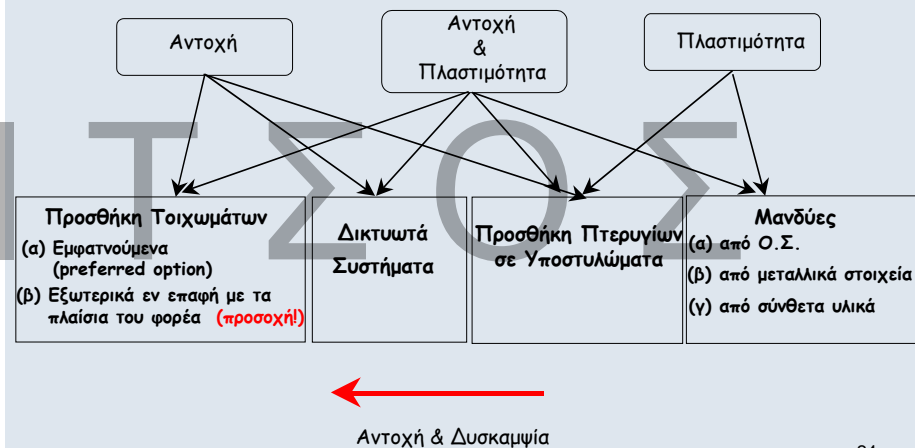 Αντοχή
Αντοχή
&
Πλαστιμότητα
Πλαστιμότητα
ΙΤΣΟΣ
Προσθήκη Τοιχωμάτων
(α) Εμφατνούμενα
(preferred option)
(β) Εξωτερικά εν επαφή με τα
πλαίσια του φορέα (προσοχή!)
Δικτυωτά
Συστήματα
Προσθήκη Πτερυγίων
σε Υποστυλώματα
Μανδύες
(α) από Ο.Σ.
(β) από μεταλλικά στοιχεία
(γ) από σύνθετα υλικά
Αντοχή & Δυσκαμψία